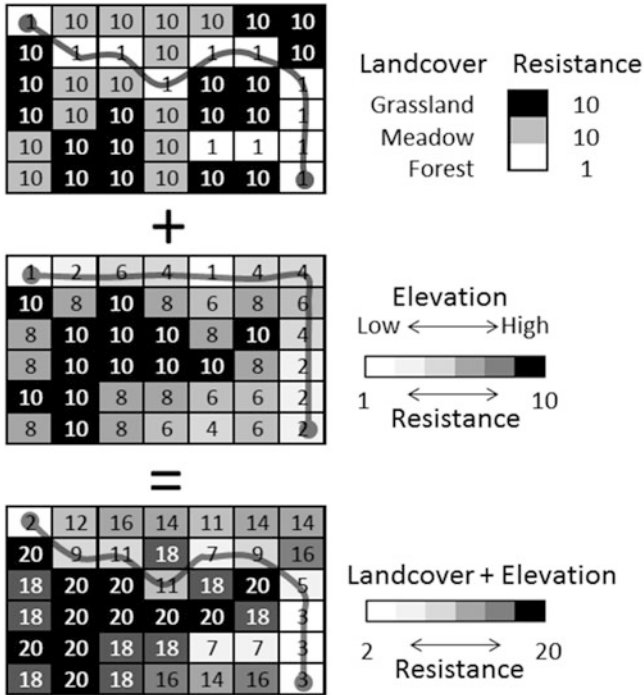 1 10 10 10 10 10 10
10 1 1 10 1 1 10
10 10 10 1 10 10 1
10 10 10 10 10 10 1
10 10 10 10 1 1 1
10 10 10 10 10 10 1
Landcover Resistance
Grassland 10
Meadow 10
Forest 1
+
1 2 6 4 1 4 4
10 8 10 8 6 8 6
8 10 10 10 8 10 4
8 10 10 10 10 8 2
10 10 8 8 6 6 2
8 10 8 6 4 6 2
Elevation
Low High
1 10
Resistance
=
2 12 16 14 11 14 14
20 9 11 18 7 9 16
18 20 20 11 18 20 5
18 20 20 20 20 18 3
20 20 18 18 7 7 3
18 20 18 16 14 16 3
Landcover + Elevation
2 20
Resistance